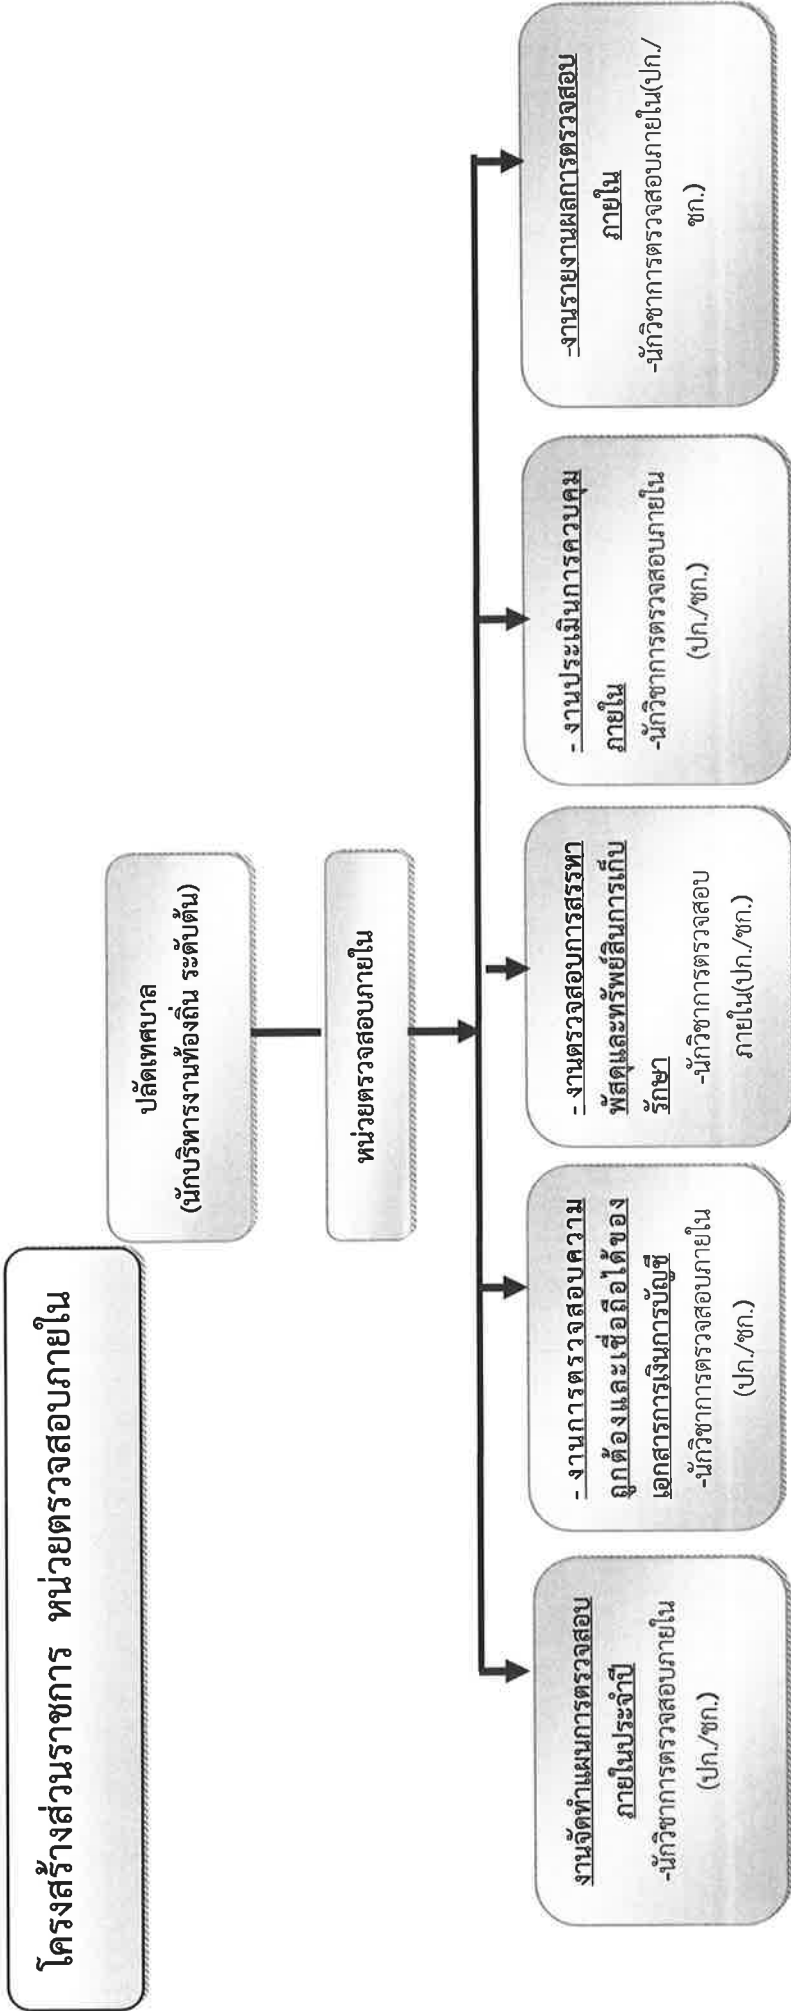 โครงสร้างส่วนราชการ หน่วยตรวจสอบภายใน
ปลัดเทศบาล
(นักบริหารงานท้องถิ่น ระดับต้น)
หน่วยตรวจสอบภายใน
งานจัดทำแผนการตรวจสอบ
ภายในประจำปี
-นักวิชาการตรวจสอบภายใน
(ปก./ชก.)
- งานการตรวจสอบความ
ถูกต้องและเชื่อถือได้ของ
เอกสารการเงินการบัญชี
-นักวิชาการตรวจสอบภายใน
(ปก./ชก.)
- งานตรวจสอบการสรรหา
พัสดุและทรัพย์สินการเก็บ
รักษา
-นักวิชาการตรวจสอบ
ภายใน(ปก./ชก.)
- งานประเมินการควบคุม
ภายใน
-นักวิชาการตรวจสอบภายใน
(ปก./ชก.)
-งานรายงานผลการตรวจสอบ
ภายใน
-นักวิชาการตรวจสอบภายใน(ปก./
ชก.)